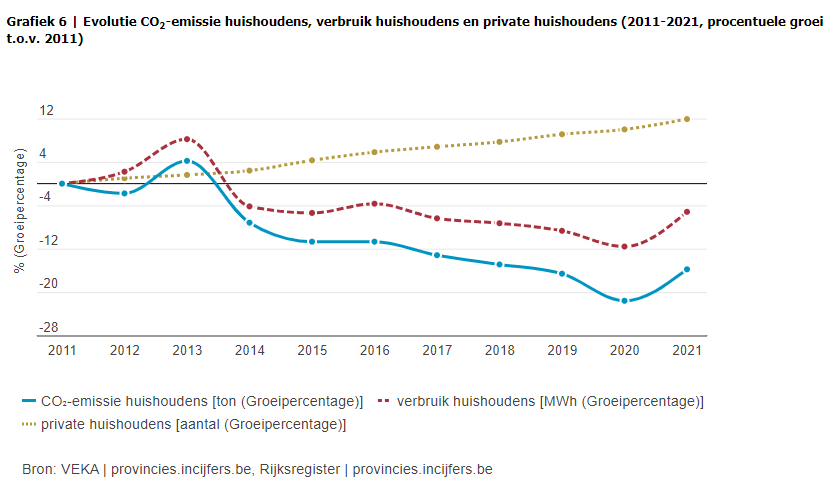 Grafiek 6 | Evolutie CO₂-emissie huishoudens, verbruik huishoudens en private huishoudens (2011-2021, procentuele groei
t.o.v. 2011)
% (Groeipercentage)
12
4
-4
-12
-20
-28
2011 2012 2013 2014 2015 2016 2017 2018 2019 2020 2021
CO₂-emissie huishoudens [ton (Groeipercentage)] verbruik huishoudens [MWh (Groeipercentage)]
private huishoudens [aantal (Groeipercentage)]
Bron: VEKA | provincies.incijfers.be, Rijksregister | provincies.incijfers.be